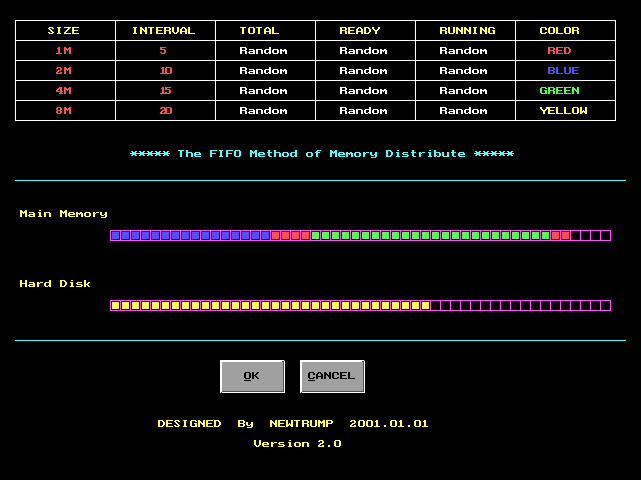 SIZE INTERVAL TOTAL READY RUNNING COLOR
1M 5 Random Random Random RED
2M 10 Random Random Random BLUE
4M 15 Random Random Random GREEN
8M 20 Random Random Random YELLOW
***** The FIFO Method of Memory Distribute *****
Main Memory
Hard Disk
OK CANCEL
DESIGNED By NEWTRUMP 2001.01.01
Version 2.0